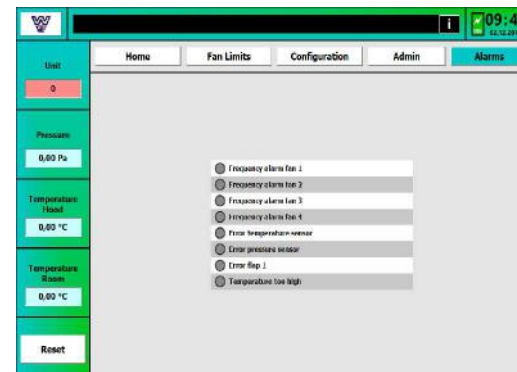 W
i
09:4
Home
Fan Limits
Configuration
Admin
Alarms
Unit
0
Pressure
0,00 Pa
Temperature
Hood
0,00 °C
Temperature
Room
0,00 °C
Reset
Frequency alarm fan 1
Frequency alarm fan 2
Frequency alarm fan 3
Frequency alarm fan 4
Error temperature sensor
Error pressure sensor
Error flap 1
Temperature too high